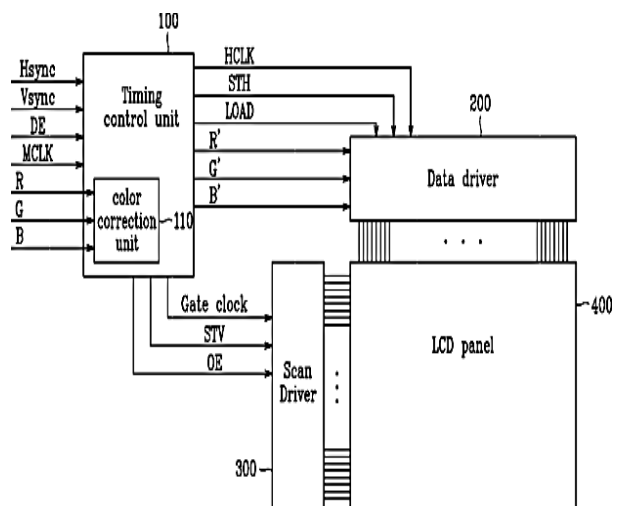 100
Hsync
Vsync
DE
MCLK
R
G
B
Timing
control unit
color
correction
unit
110
HCLK
STH
LOAD
R'
G'
B'
200
Data driver
. . .
Gate clock
STV
OE
Scan
Driver
300
LCD panel
400